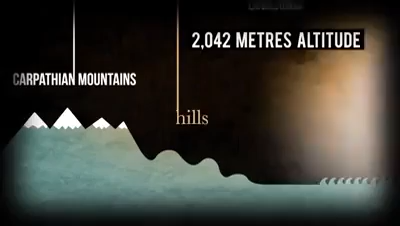 2,042 METRES ALTITUDE
CARPATHIAN MOUNTAINS
hills